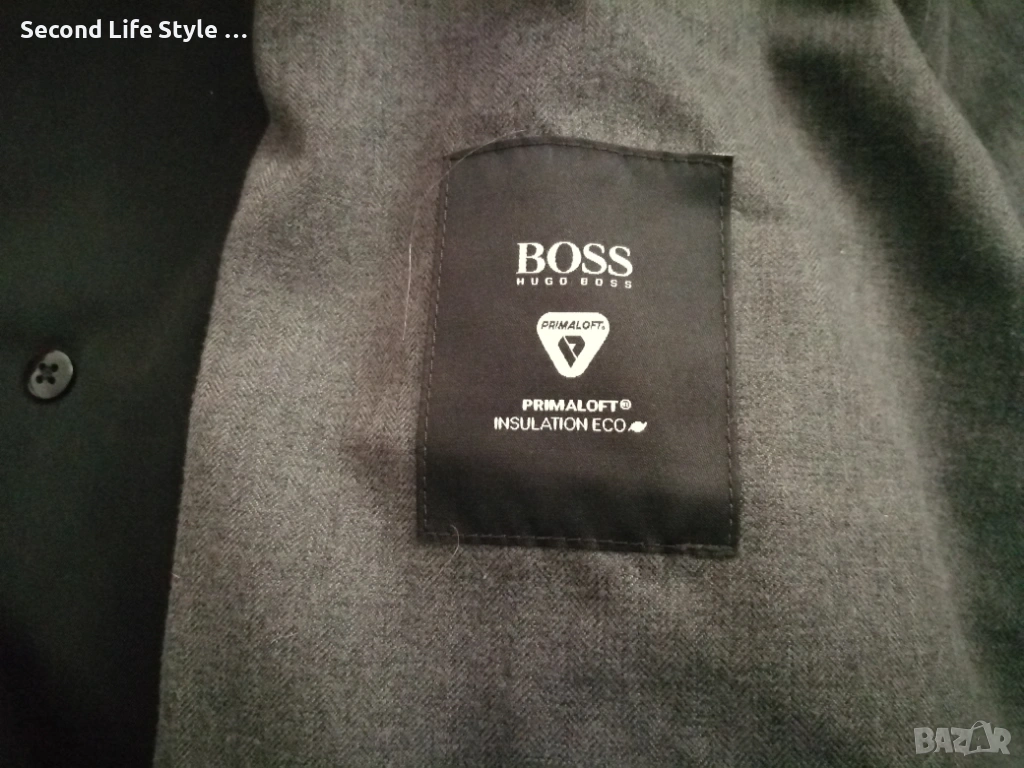 Second Life Style ...
BOSS
HUGO BOSS
PRIMALOFT®
PRIMALOFT®
INSULATION ECO
BAZAR